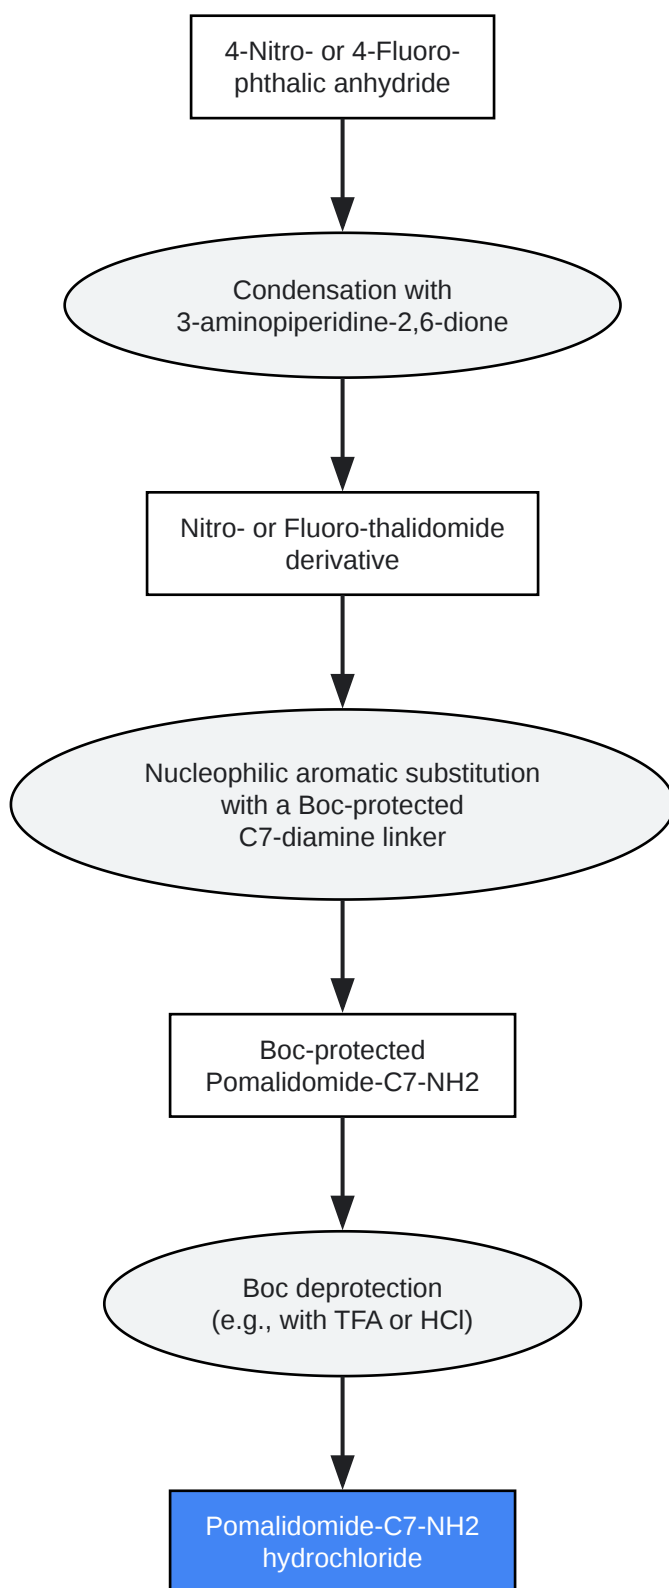 4-Nitro- or 4-Fluoro-
phthalic anhydride
Condensation with
3-aminopiperidine-2,6-dione
Nitro- or Fluoro-thalidomide
derivative
Nucleophilic aromatic substitution
with a Boc-protected
C7-diamine linker
Boc-protected
Pomalidomide-C7-NH2
Boc deprotection
(e.g., with TFA or HCl)
Pomalidomide-C7-NH2
hydrochloride